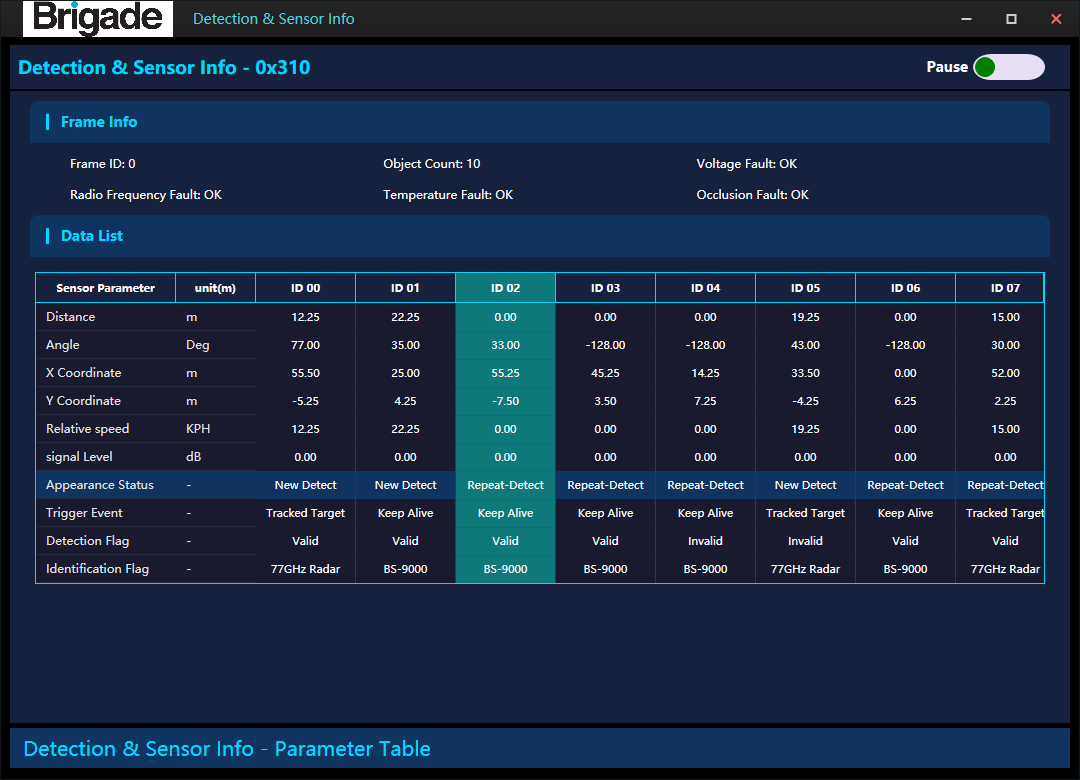 Brigade Detection & Sensor Info
Detection & Sensor Info - 0x310 Pause
Frame Info
Frame ID: 0 Object Count: 10 Voltage Fault: OK
Radio Frequency Fault: OK Temperature Fault: OK Occlusion Fault: OK
Data List
Sensor Parameter unit(m) ID 00 ID 01 ID 02 ID 03 ID 04 ID 05 ID 06 ID 07
Distance m 12.25 22.25 0.00 0.00 0.00 19.25 0.00 15.00
Angle Deg 77.00 35.00 33.00 -128.00 -128.00 43.00 -128.00 30.00
X Coordinate m 55.50 25.00 55.25 45.25 14.25 33.50 0.00 52.00
Y Coordinate m -5.25 4.25 -7.50 3.50 7.25 -4.25 6.25 2.25
Relative speed KPH 12.25 22.25 0.00 0.00 0.00 19.25 0.00 15.00
signal Level dB 0.00 0.00 0.00 0.00 0.00 0.00 0.00 0.00
Appearance Status - New Detect New Detect Repeat-Detect Repeat-Detect Repeat-Detect New Detect Repeat-Detect Repeat-Detect
Trigger Event - Tracked Target Keep Alive Keep Alive Keep Alive Keep Alive Tracked Target Keep Alive Tracked Target
Detection Flag - Valid Valid Valid Valid Invalid Invalid Valid Valid
Identification Flag - 77GHz Radar BS-9000 BS-9000 BS-9000 BS-9000 77GHz Radar BS-9000 77GHz Radar
Detection & Sensor Info - Parameter Table